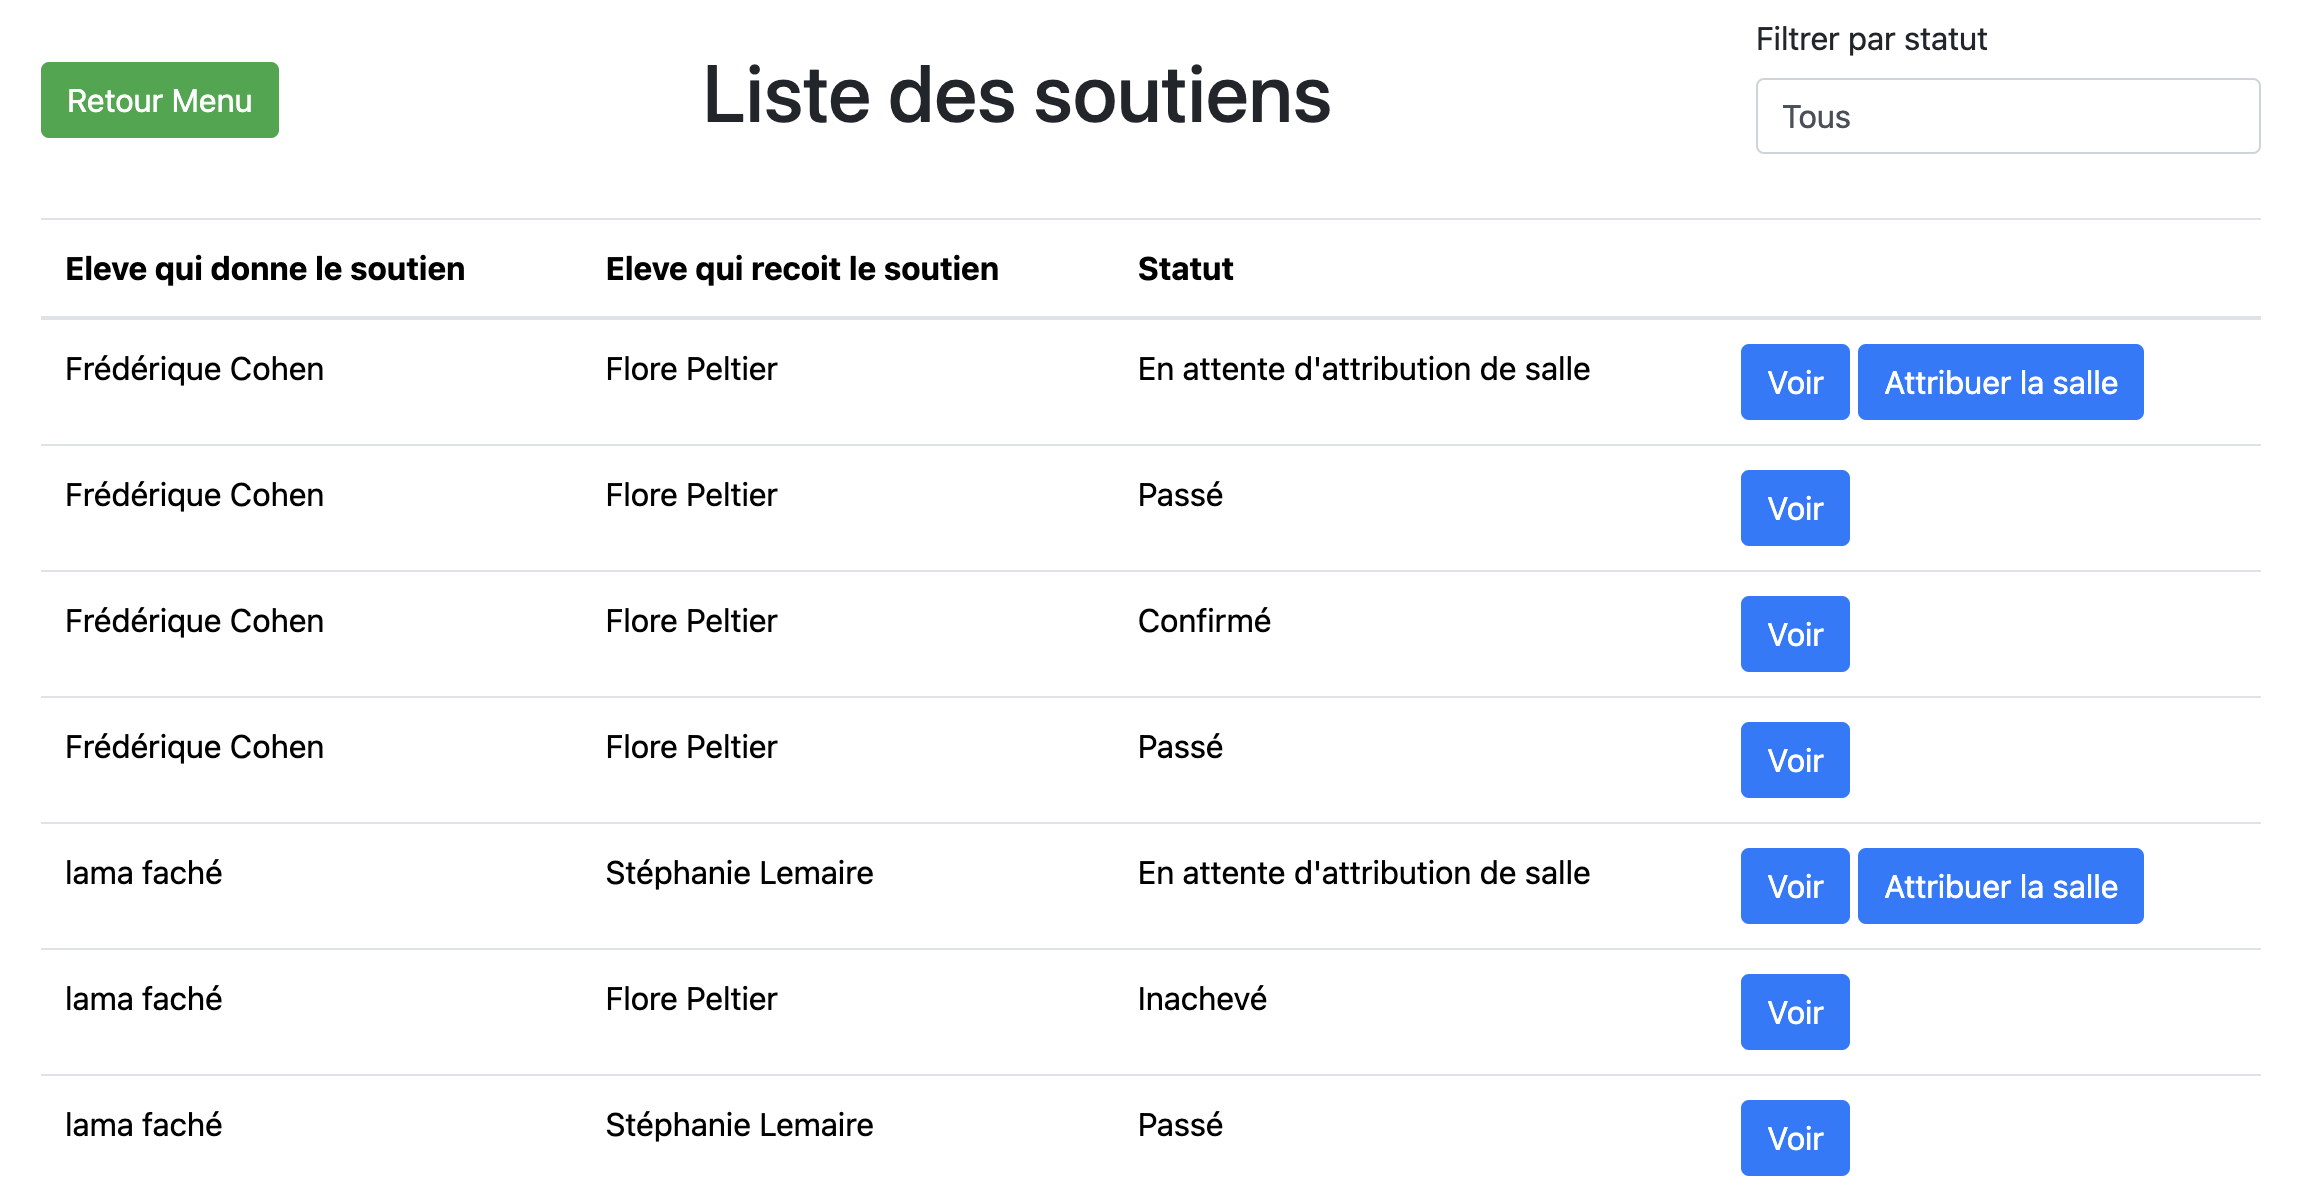 Filtrer par statut
Retour Menu
Liste des soutiens
Tous
Eleve qui donne le soutien Eleve qui recoit le soutien Statut
Frédérique Cohen Flore Peltier En attente d'attribution de salle Voir Attribuer la salle
Frédérique Cohen Flore Peltier Passé Voir
Frédérique Cohen Flore Peltier Confirmé Voir
Frédérique Cohen Flore Peltier Passé Voir
lama faché Stéphanie Lemaire En attente d'attribution de salle Voir Attribuer la salle
lama faché Flore Peltier Inachevé Voir
lama faché Stéphanie Lemaire Passé Voir